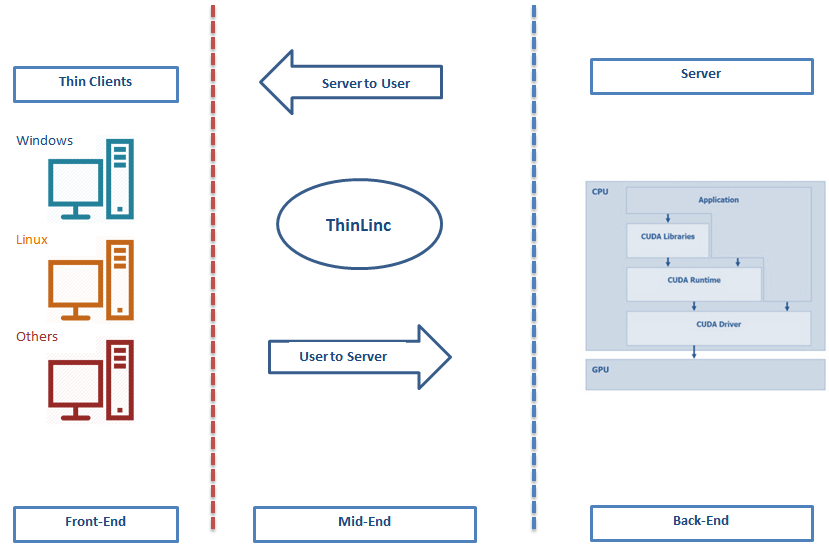 Thin Clients
Windows
Linux
Others
Front-End
Server to User
ThinLinc
User to Server
Mid-End
Server
CPU
Application
CUDA Libraries
CUDA Runtime
CUDA Driver
GPU
Back-End